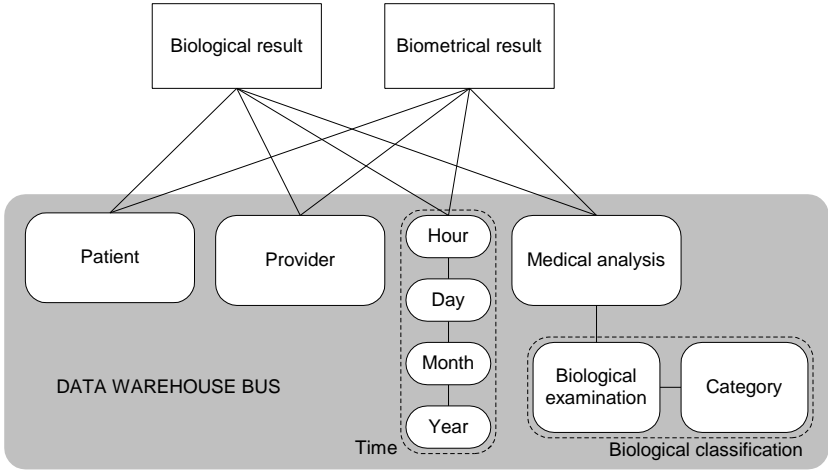 Biological result
Biometrical result
Patient
Provider
Hour
Medical analysis
Day
Month
Biological
examination
Category
DATA WAREHOUSE BUS
Year
Time
Biological classification